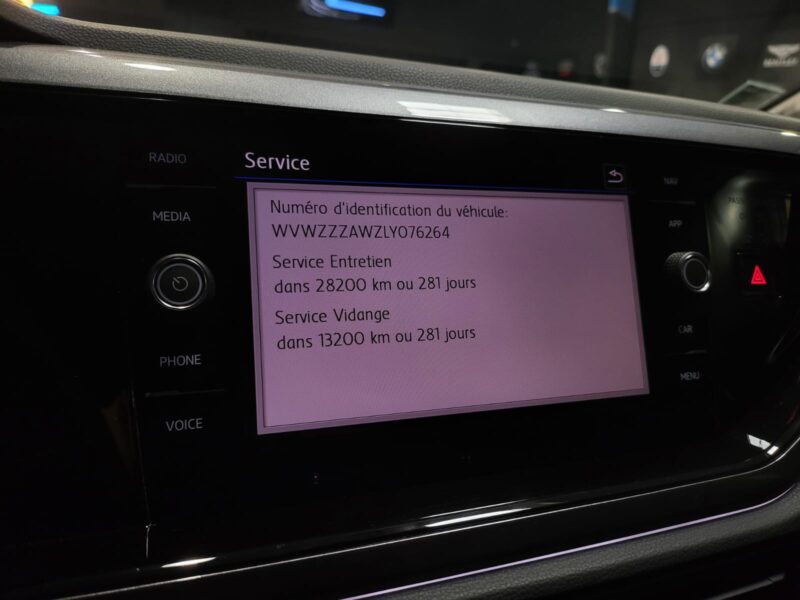 RADIO
MEDIA
PHONE
VOICE
Service
Numéro d'identification du véhicule:
WVWZZZAWZLY076264
Service Entretien
dans 28200 km ou 281 jours
Service Vidange
dans 13200 km ou 281 jours
NAV
APP
CAR
MENU